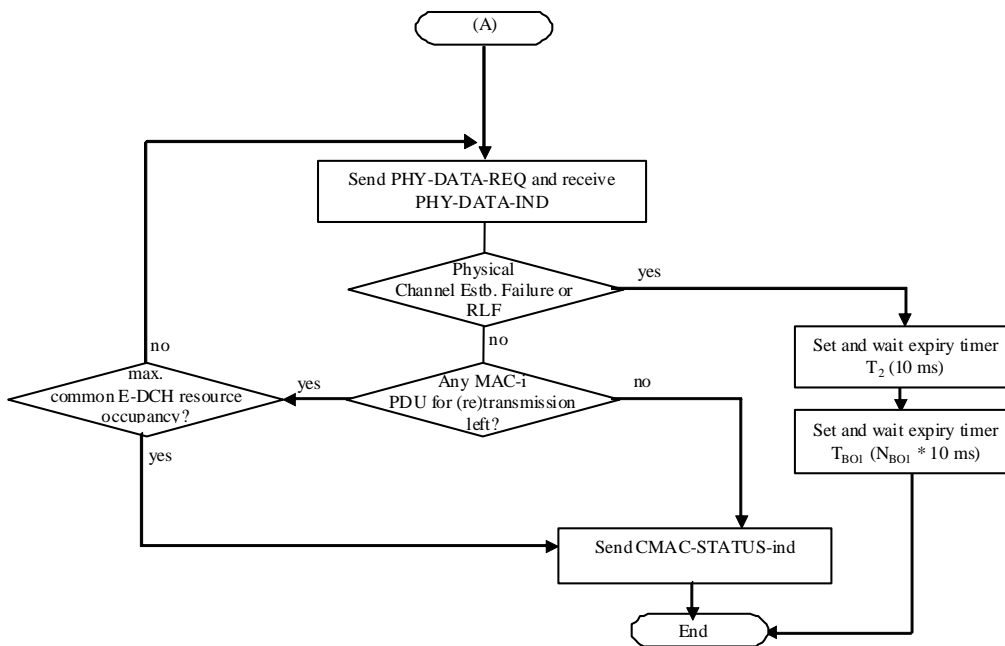 (A)
Send PHY-DATA-REQ and receive
PHY-DATA-IND
Physical
Channel Estb. Failure or
RLF
yes
no
Set and wait expiry timer
T₂ (10 ms)
no
max.
common E-DCH resource
occupancy?
yes
Any MAC-i
PDU for (re)transmission
left?
no
Set and wait expiry timer
T_BO1 (N_BO1 * 10 ms)
yes
Send CMAC-STATUS-ind
End